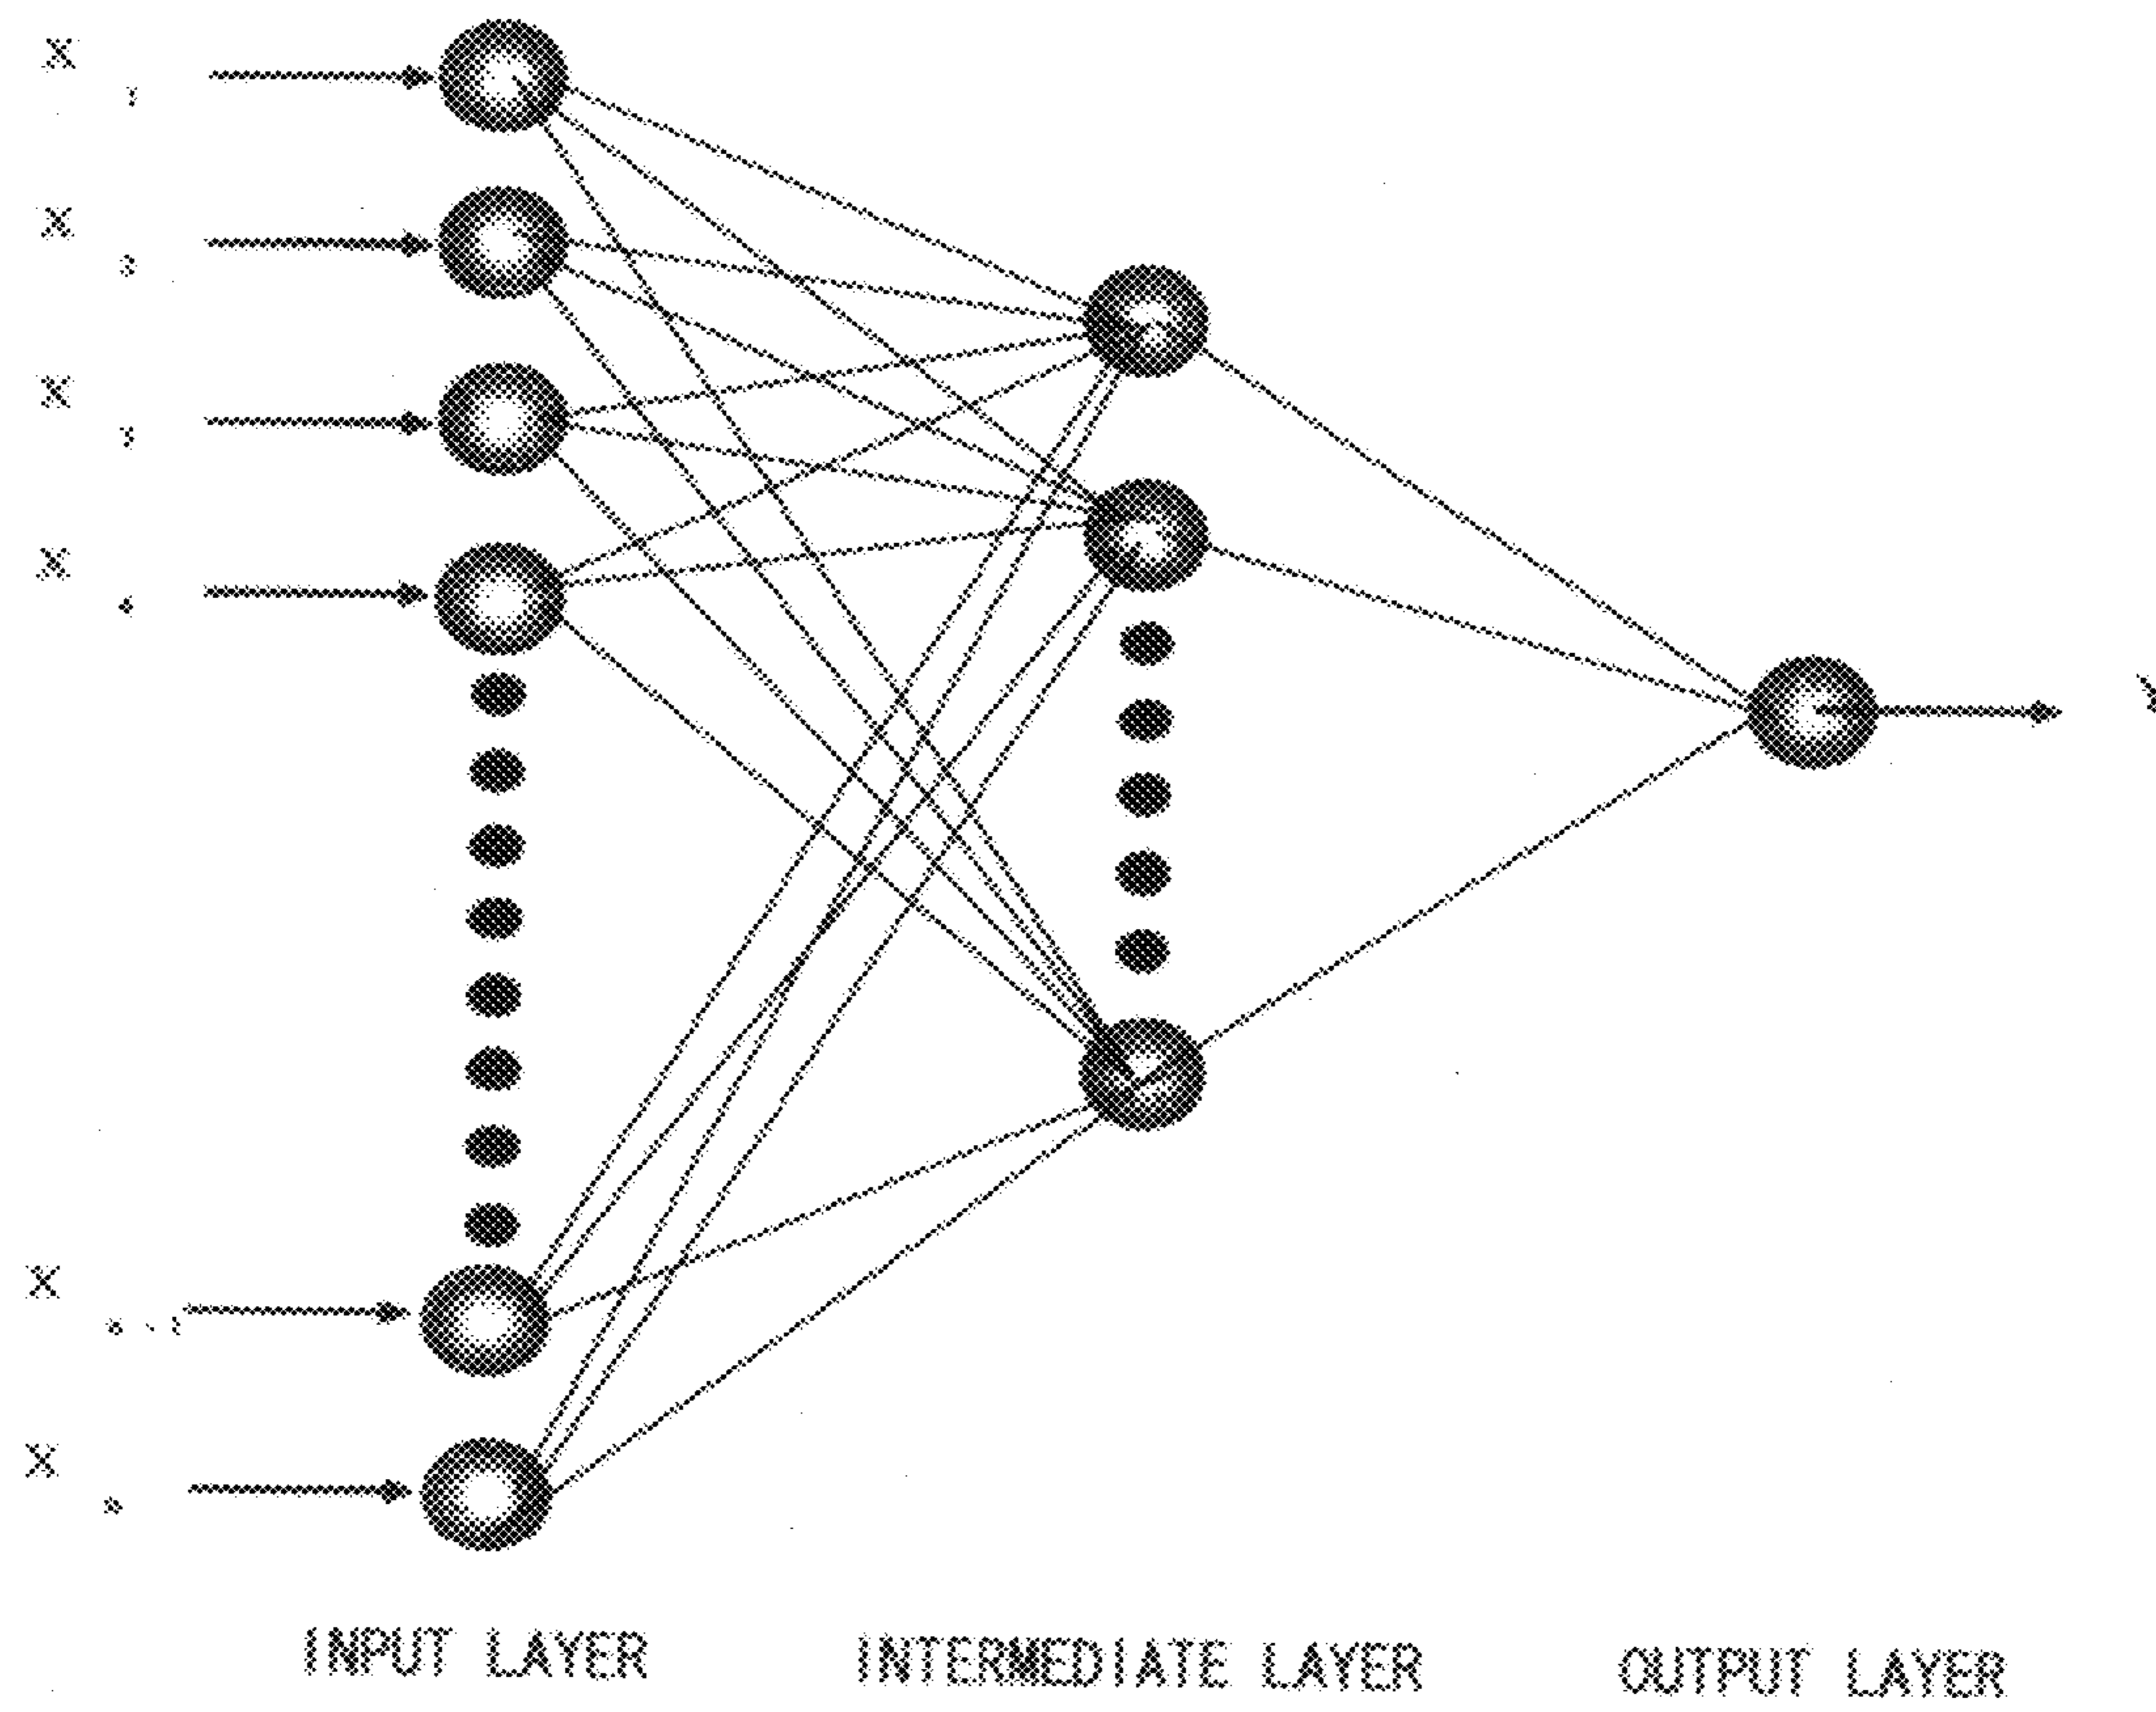 X
X
X
X
X
X
INPUT LAYER
INTERMEDIATE LAYER
OUTPUT LAYER